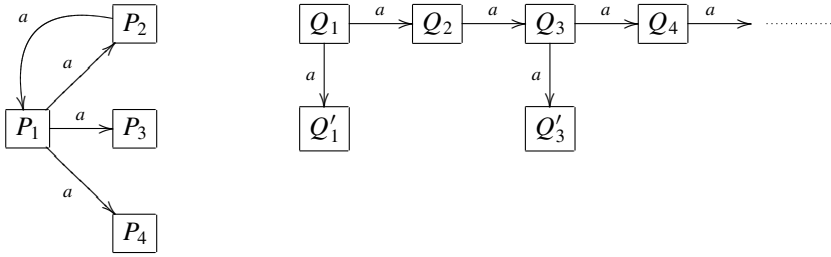 a P₂ Q₁ a Q₂ a Q₃ a Q₄ a ............
a a a
P₁ a P₃ Q′₁ Q′₃
a
P₄